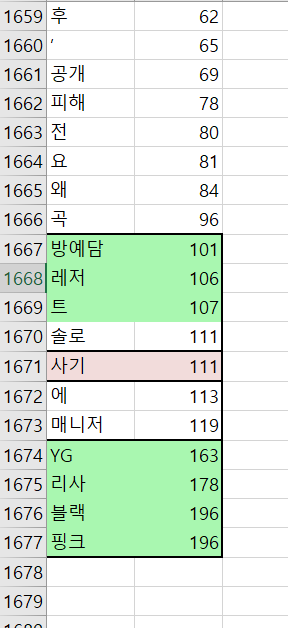 1659 후 62
1660 ' 65
1661 공개 69
1662 피해 78
1663 전 80
1664 요 81
1665 왜 84
1666 곡 96
1667 방예담 101
1668 레저 106
1669 트 107
1670 솔로 111
1671 사기 111
1672 에 113
1673 매니저 119
1674 YG 163
1675 리사 178
1676 블랙 196
1677 핑크 196
1678
1679